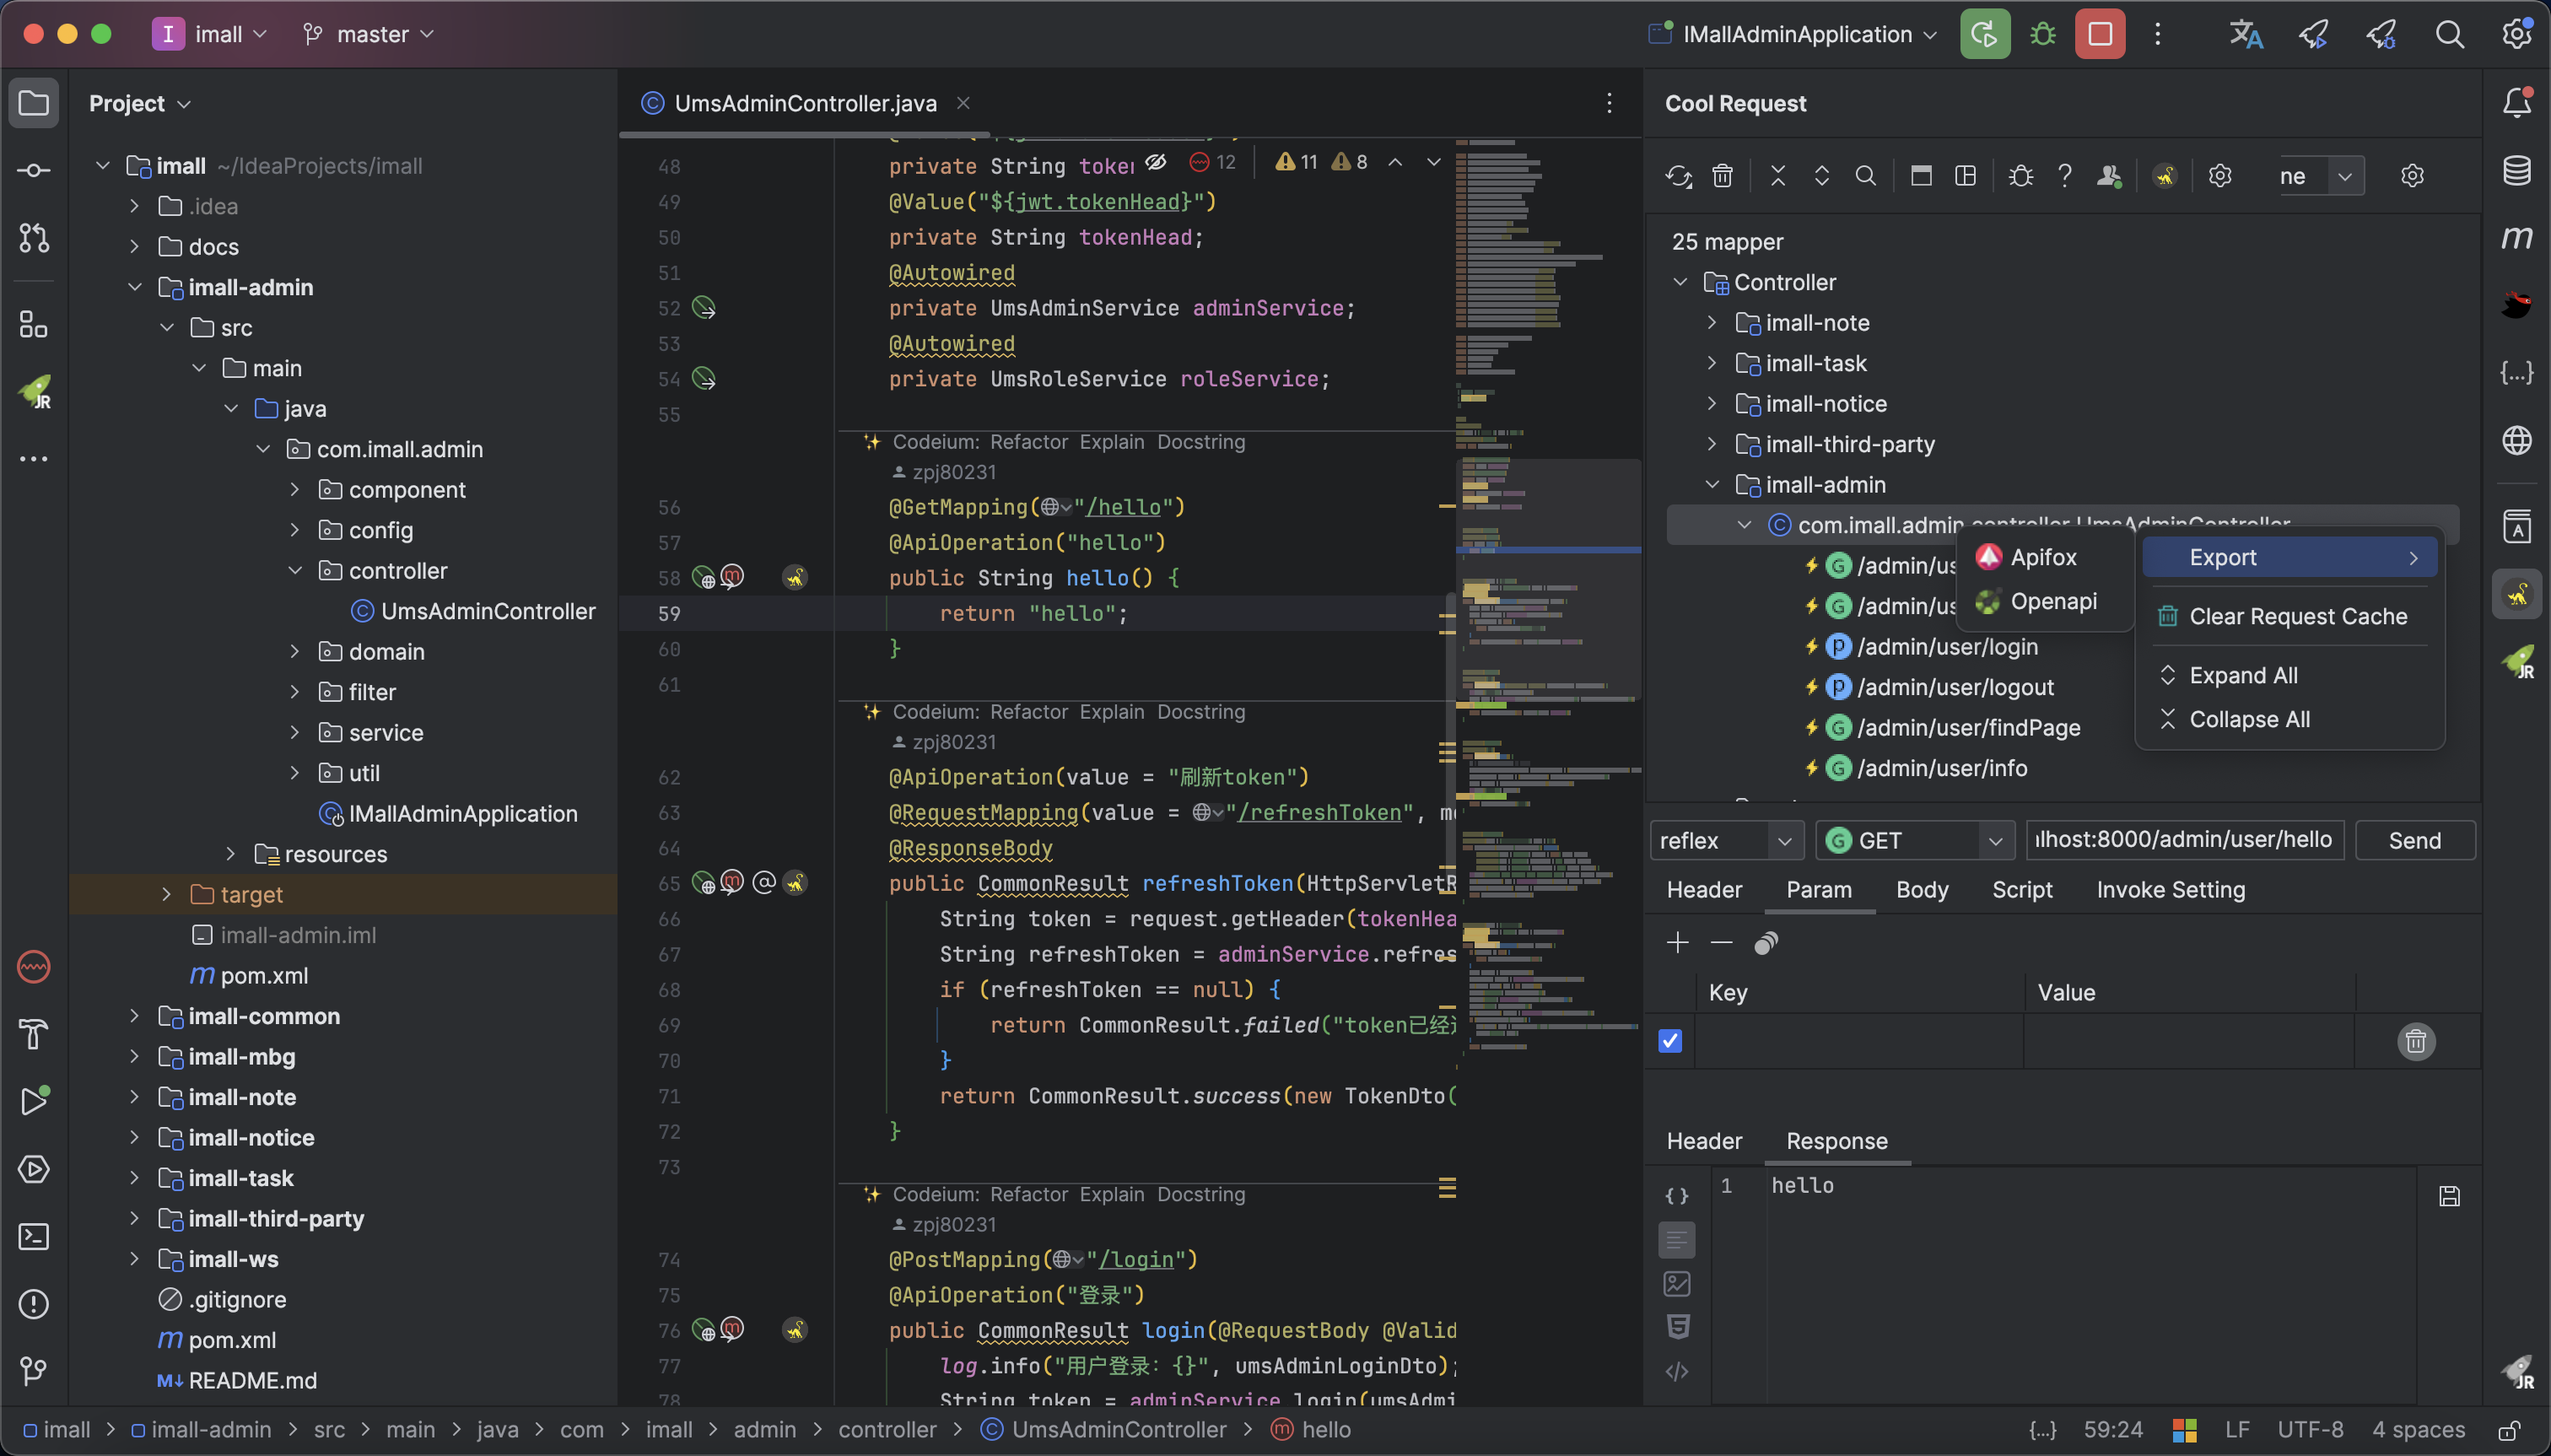 I imall master IMallAdminApplication
Project
imall ~/IdeaProjects/imall
.idea
docs
imall-admin
src
main
java
com.imall.admin
component
config
controller
UmsAdminController
domain
filter
service
util
IMallAdminApplication
resources
target
imall-admin.iml
m pom.xml
imall-common
imall-mbg
imall-note
imall-notice
imall-task
imall-third-party
imall-ws
.gitignore
m pom.xml
M↓ README.md
UmsAdminController.java
12 11 8
48 private String token
49 @Value("${jwt.tokenHead}")
50 private String tokenHead;
51 @Autowired
52 private UmsAdminService adminService;
53 @Autowired
54 private UmsRoleService roleService;
55
Codeium: Refactor Explain Docstring
zpj80231
56 @GetMapping("/hello")
57 @ApiOperation("hello")
58 public String hello() {
59 return "hello";
60 }
61
Codeium: Refactor Explain Docstring
zpj80231
62 @ApiOperation(value = "刷新token")
63 @RequestMapping(value = "/refreshToken", m
64 @ResponseBody
65 public CommonResult refreshToken(HttpServletR
66 String token = request.getHeader(tokenHea
67 String refreshToken = adminService.refres
68 if (refreshToken == null) {
69 return CommonResult.failed("token已经
70 }
71 return CommonResult.success(new TokenDto(
72 }
73
Codeium: Refactor Explain Docstring
zpj80231
74 @PostMapping("/login")
75 @ApiOperation("登录")
76 public CommonResult login(@RequestBody @Valid
77 log.info("用户登录: {}", umsAdminLoginDto);
78 String token = adminService.login(umsAdmi
Cool Request
ne
25 mapper
Controller
imall-note
imall-task
imall-notice
imall-third-party
imall-admin
com.imall.admin.controller.UmsAdminController
G /admin/us
G /admin/us
p /admin/user/login
p /admin/user/logout
G /admin/user/findPage
G /admin/user/info
Apifox
Openapi
Export
Clear Request Cache
Expand All
Collapse All
reflex G GET lhost:8000/admin/user/hello Send
Header Param Body Script Invoke Setting
Key Value
Header Response
1 hello
imall imall-admin src main java com imall admin controller UmsAdminController hello
{...} 59:24 LF UTF-8 4 spaces